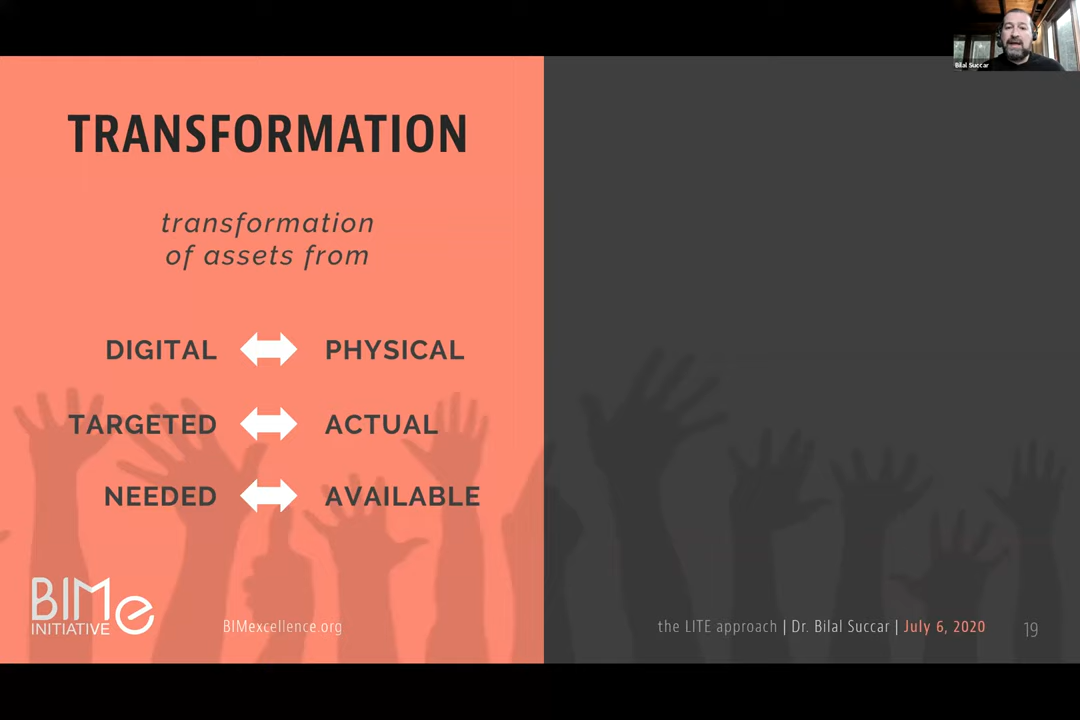 Bilal Succar
TRANSFORMATION
transformation
of assets from
DIGITAL PHYSICAL
TARGETED ACTUAL
NEEDED AVAILABLE
BIMe
INITIATIVE
BIMexcellence.org
the LITE approach | Dr. Bilal Succar | July 6, 2020
19